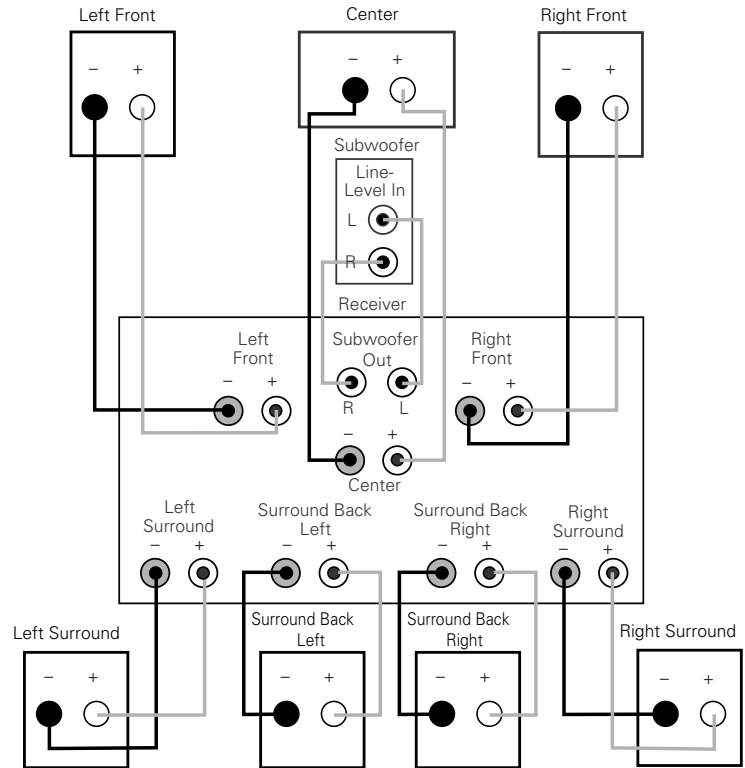 Left Front
Center
Right Front
– +
– +
– +
Subwoofer
Line-
Level In
L
R
Receiver
Left
Front
– +
Subwoofer
Out
R L
Right
Front
– +
– +
Center
Left
Surround
– +
Surround Back
Left
– +
Surround Back
Right
– +
Right
Surround
– +
Left Surround
– +
Surround Back
Left
– +
Surround Back
Right
– +
Right Surround
– +